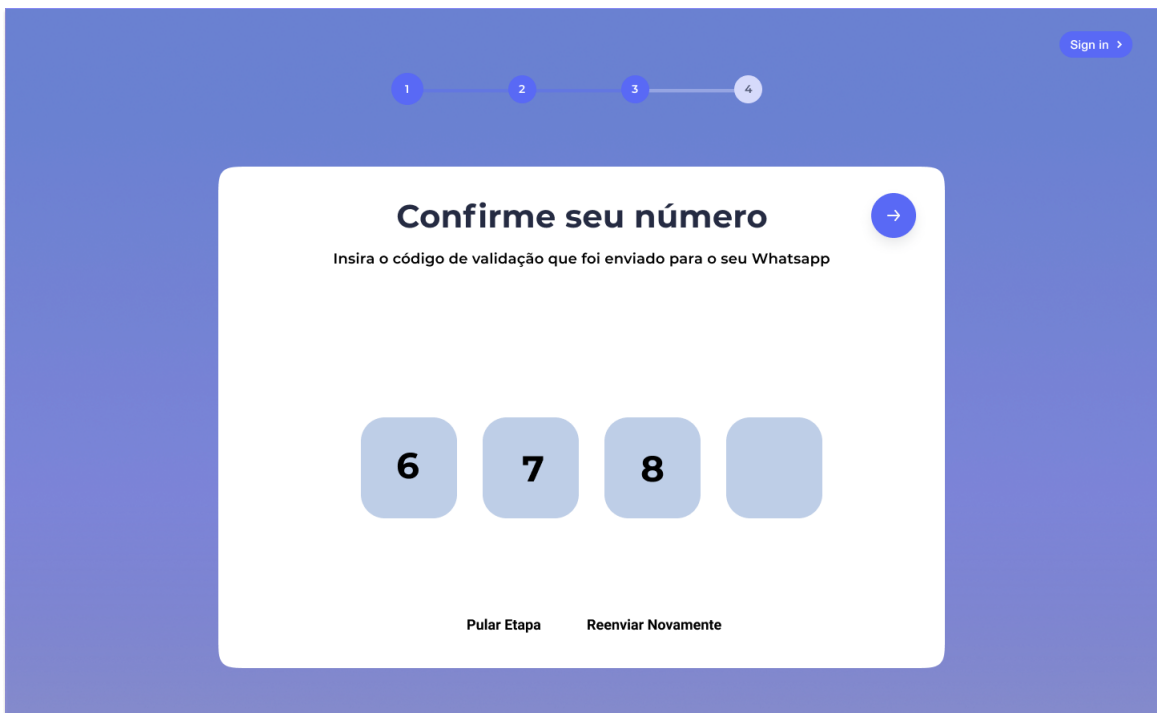 Sign in
1 2 3 4
Confirme seu número
Insira o código de validação que foi enviado para o seu Whatsapp
6 7 8
Pular Etapa Reenviar Novamente